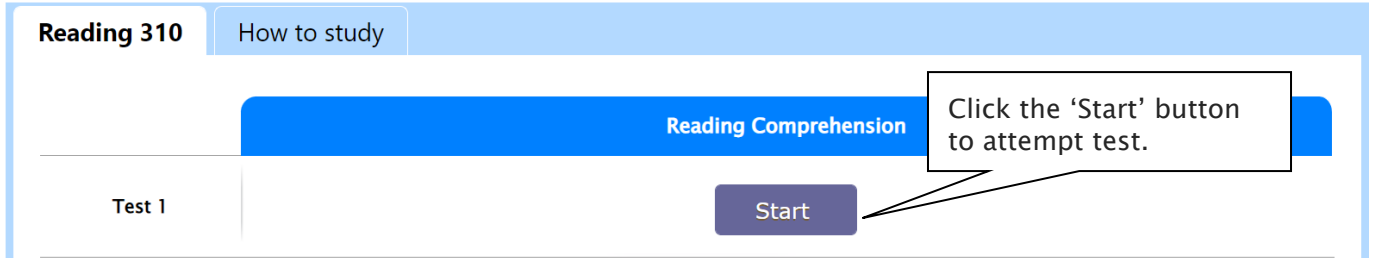 Reading 310
How to study
Reading Comprehension
Click the ‘Start’ button
to attempt test.
Test 1
Start